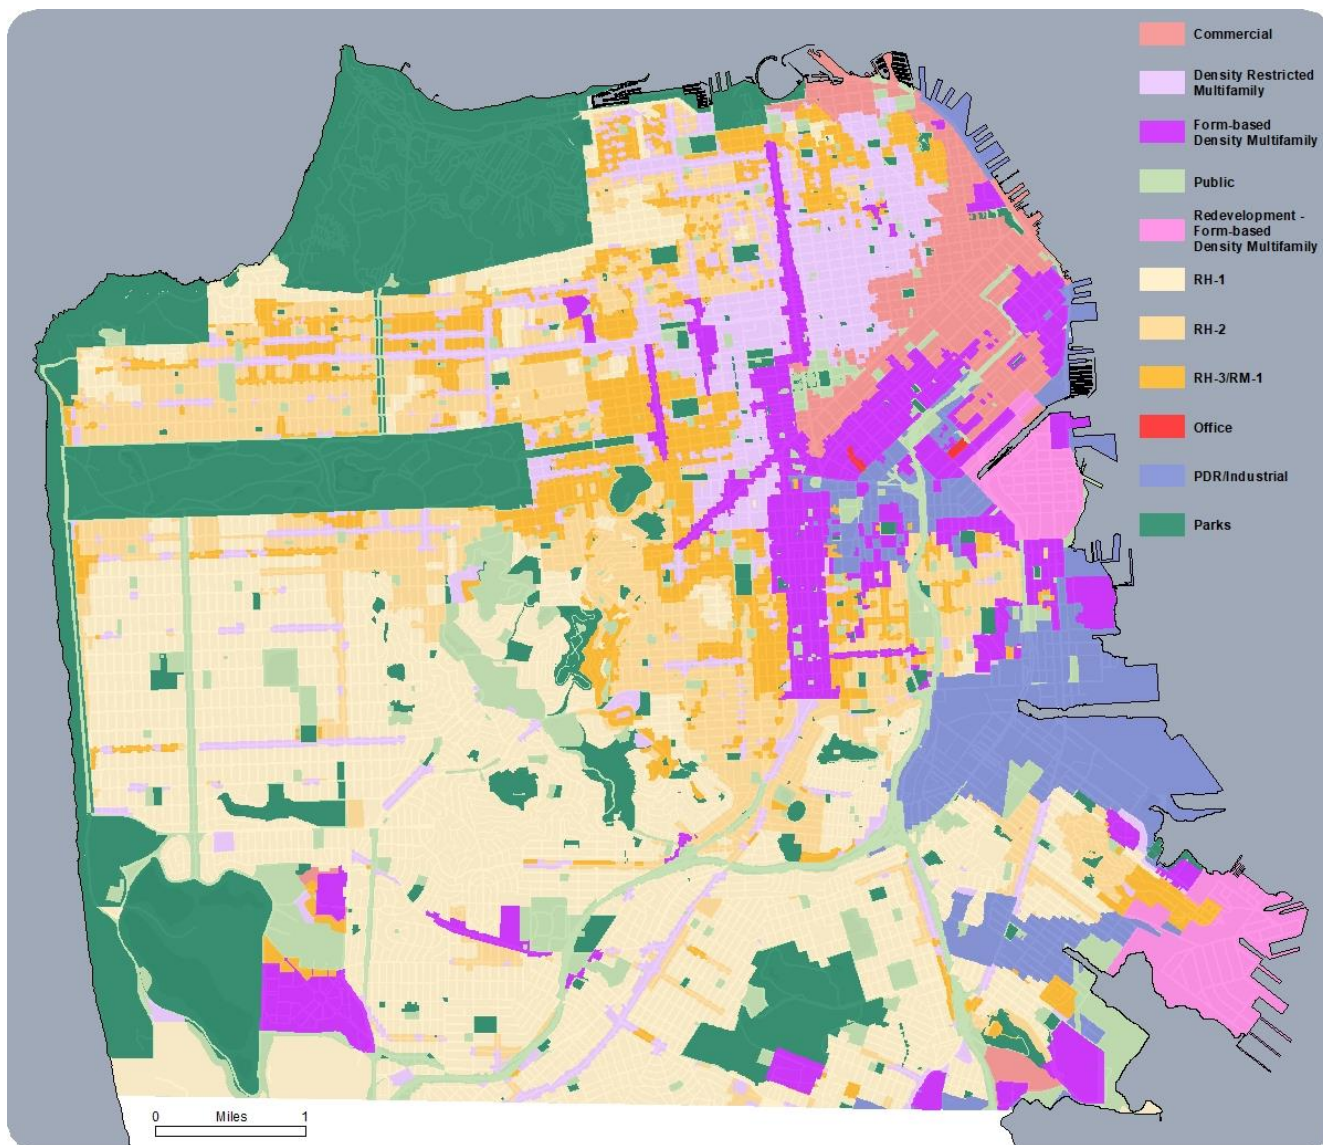 Commercial
Density Restricted
Multifamily
Form-based
Density Multifamily
Public
Redevelopment -
Form-based
Density Multifamily
RH-1
RH-2
RH-3/RM-1
Office
PDR/Industrial
Parks
0 Miles 1